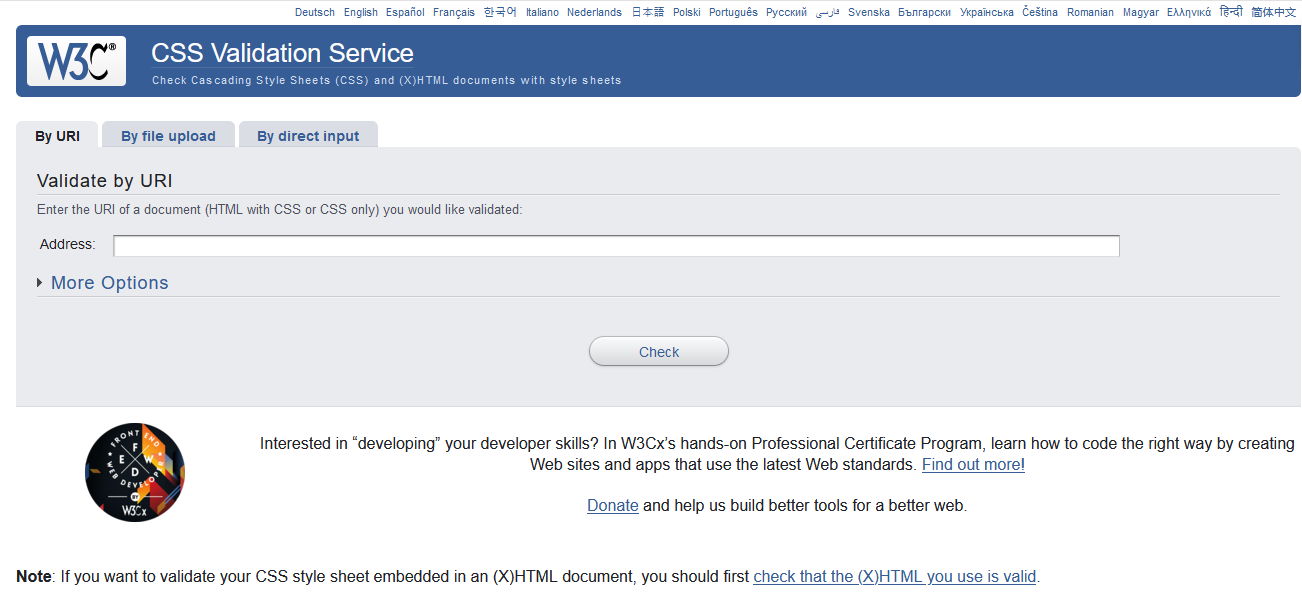 Deutsch English Español Français 한국어 Italiano Nederlands 日本語 Polski Português Русский فارسی Svenska Български Українська Čeština Romanian Magyar Ελληνικά हिन्दी 简体中文
W3C®
CSS Validation Service
Check Cascading Style Sheets (CSS) and (X)HTML documents with style sheets
By URI By file upload By direct input
Validate by URI
Enter the URI of a document (HTML with CSS or CSS only) you would like validated:
Address:
More Options
Check
FRONT END
WEB DEVELOPER
F
E W
D
BY
W3Cx
Interested in “developing” your developer skills? In W3Cx’s hands-on Professional Certificate Program, learn how to code the right way by creating
Web sites and apps that use the latest Web standards. Find out more!
Donate and help us build better tools for a better web.
Note: If you want to validate your CSS style sheet embedded in an (X)HTML document, you should first check that the (X)HTML you use is valid.